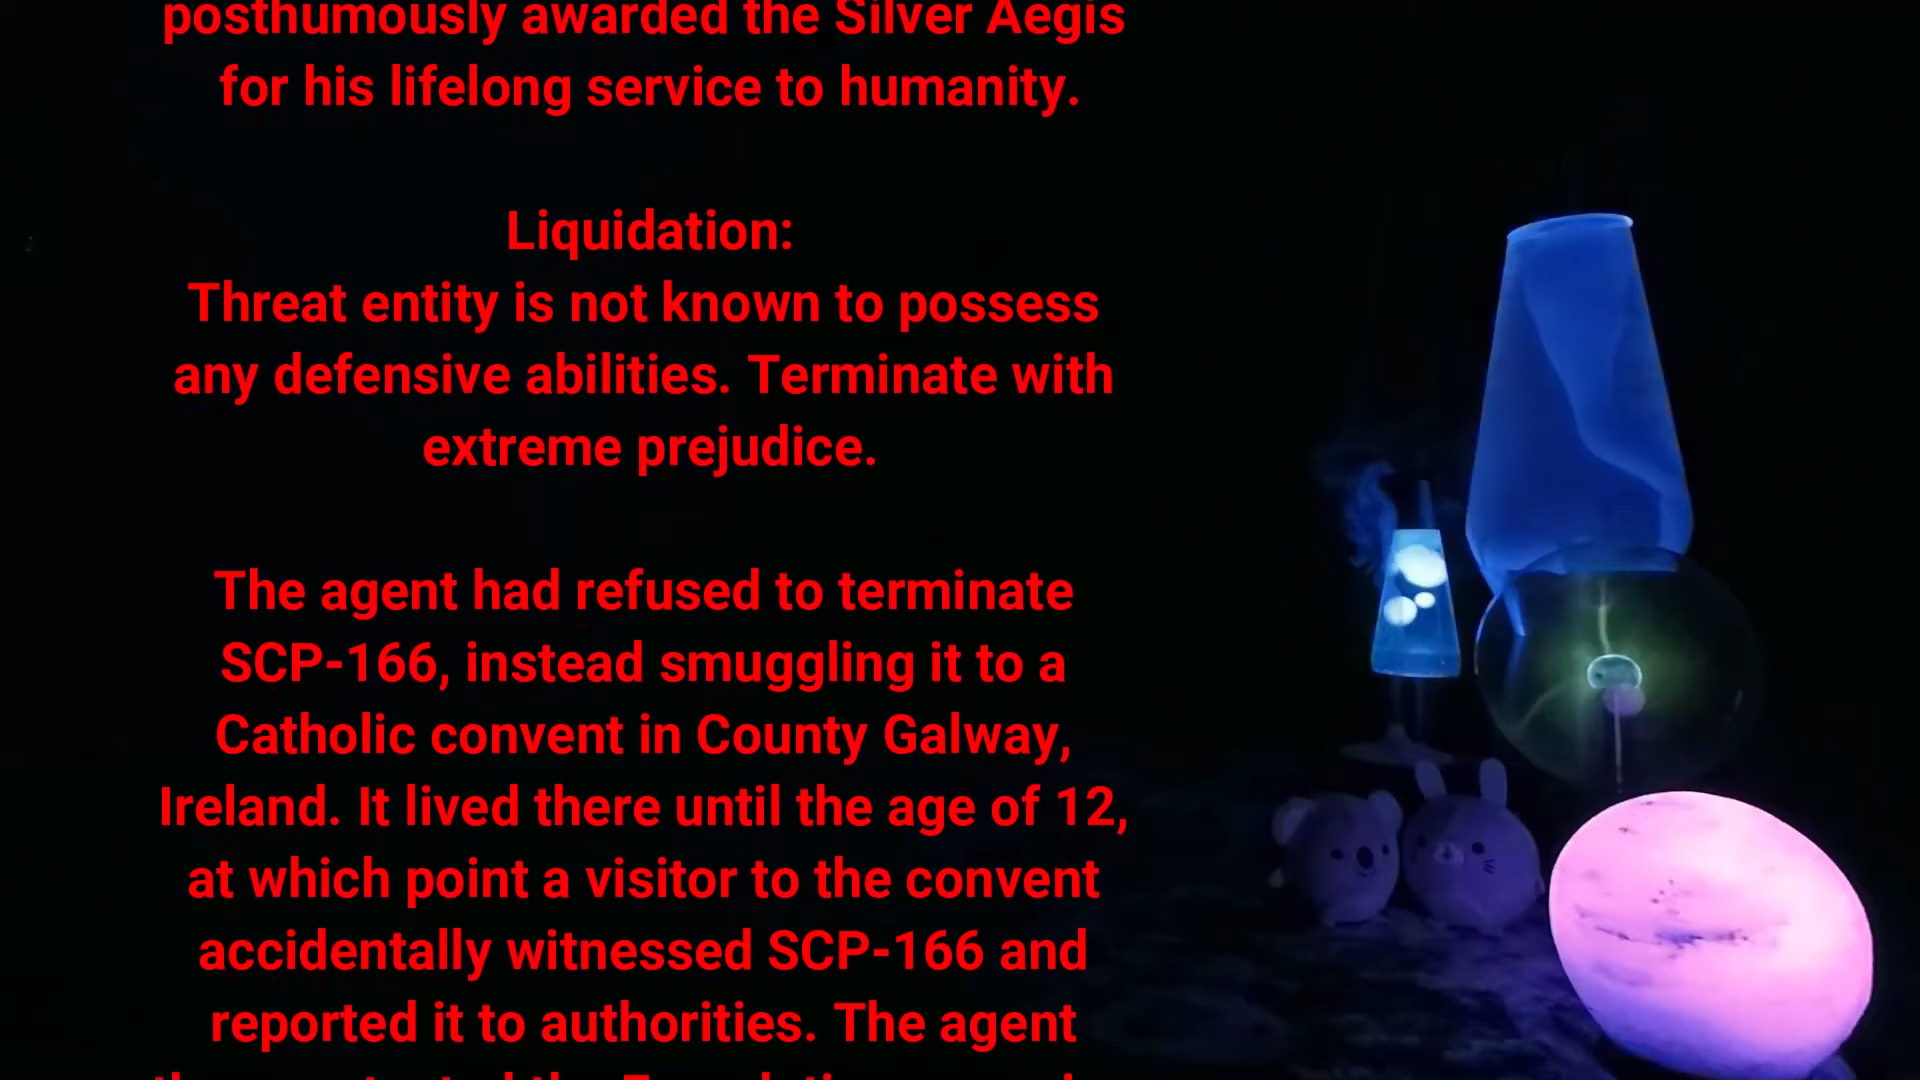 posthumously awarded the Silver Aegis
for his lifelong service to humanity.
Liquidation:
Threat entity is not known to possess
any defensive abilities. Terminate with
extreme prejudice.
The agent had refused to terminate
SCP-166, instead smuggling it to a
Catholic convent in County Galway,
Ireland. It lived there until the age of 12,
at which point a visitor to the convent
accidentally witnessed SCP-166 and
reported it to authorities. The agent